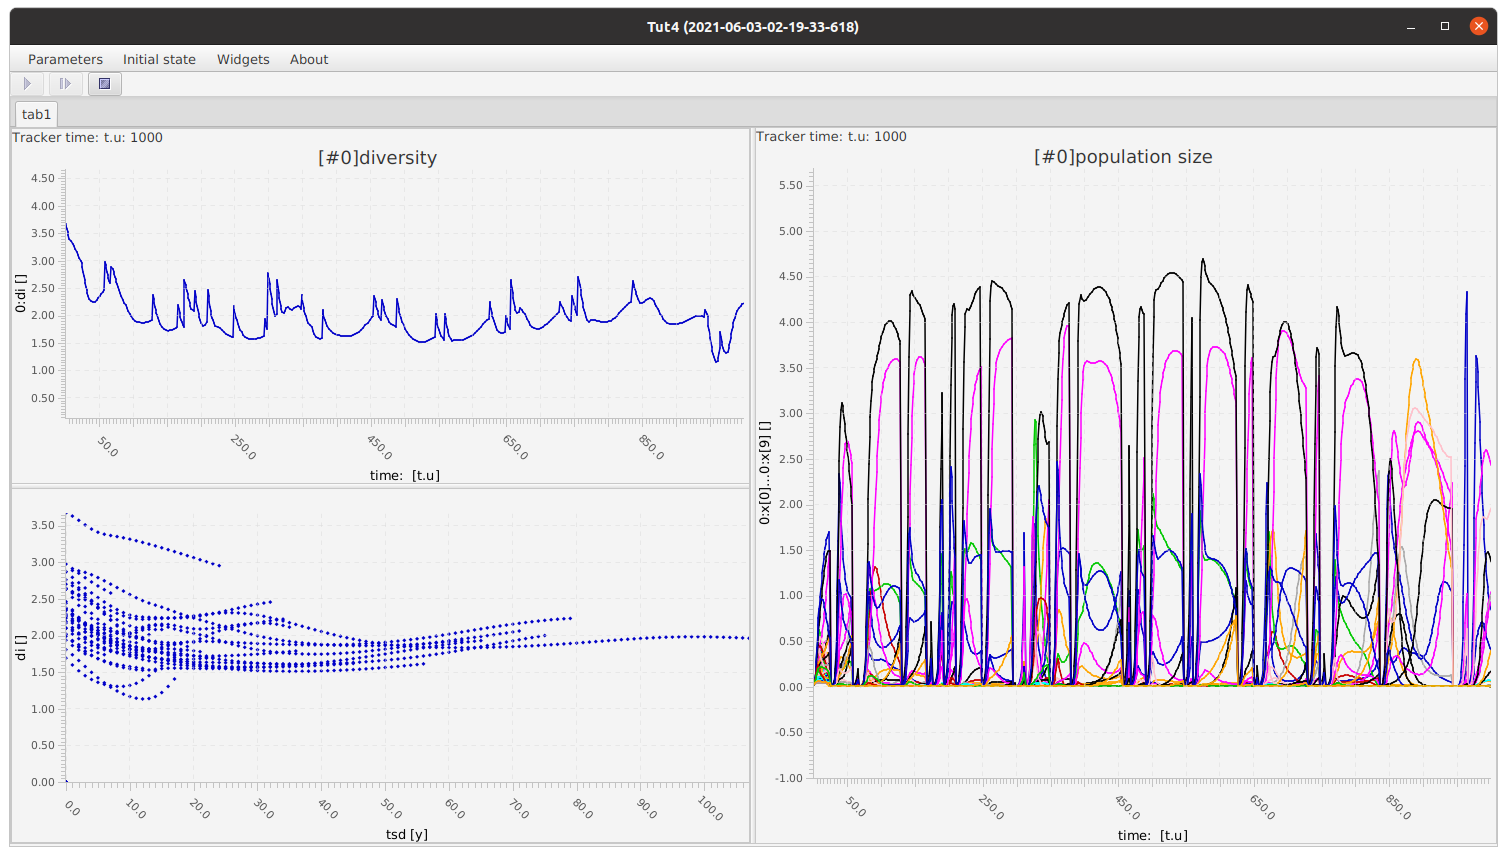 Tut4 (2021-06-03-02-19-33-618)
Parameters Initial state Widgets About
tab1
Tracker time: t.u: 1000
[#0]diversity
4.50
4.00
3.50
3.00
2.50
2.00
1.50
1.00
0.50
0:di []
50.0 250.0 450.0 650.0 850.0
time: [t.u]
3.50
3.00
2.50
2.00
1.50
1.00
0.50
0.00
di []
0.0 10.0 20.0 30.0 40.0 50.0 60.0 70.0 80.0 90.0 100.0
tsd [y]
Tracker time: t.u: 1000
[#0]population size
5.50
5.00
4.50
4.00
3.50
3.00
2.50
2.00
1.50
1.00
0.50
0.00
-0.50
-1.00
0:x[0]...0:x[9] []
50.0 250.0 450.0 650.0 850.0
time: [t.u]